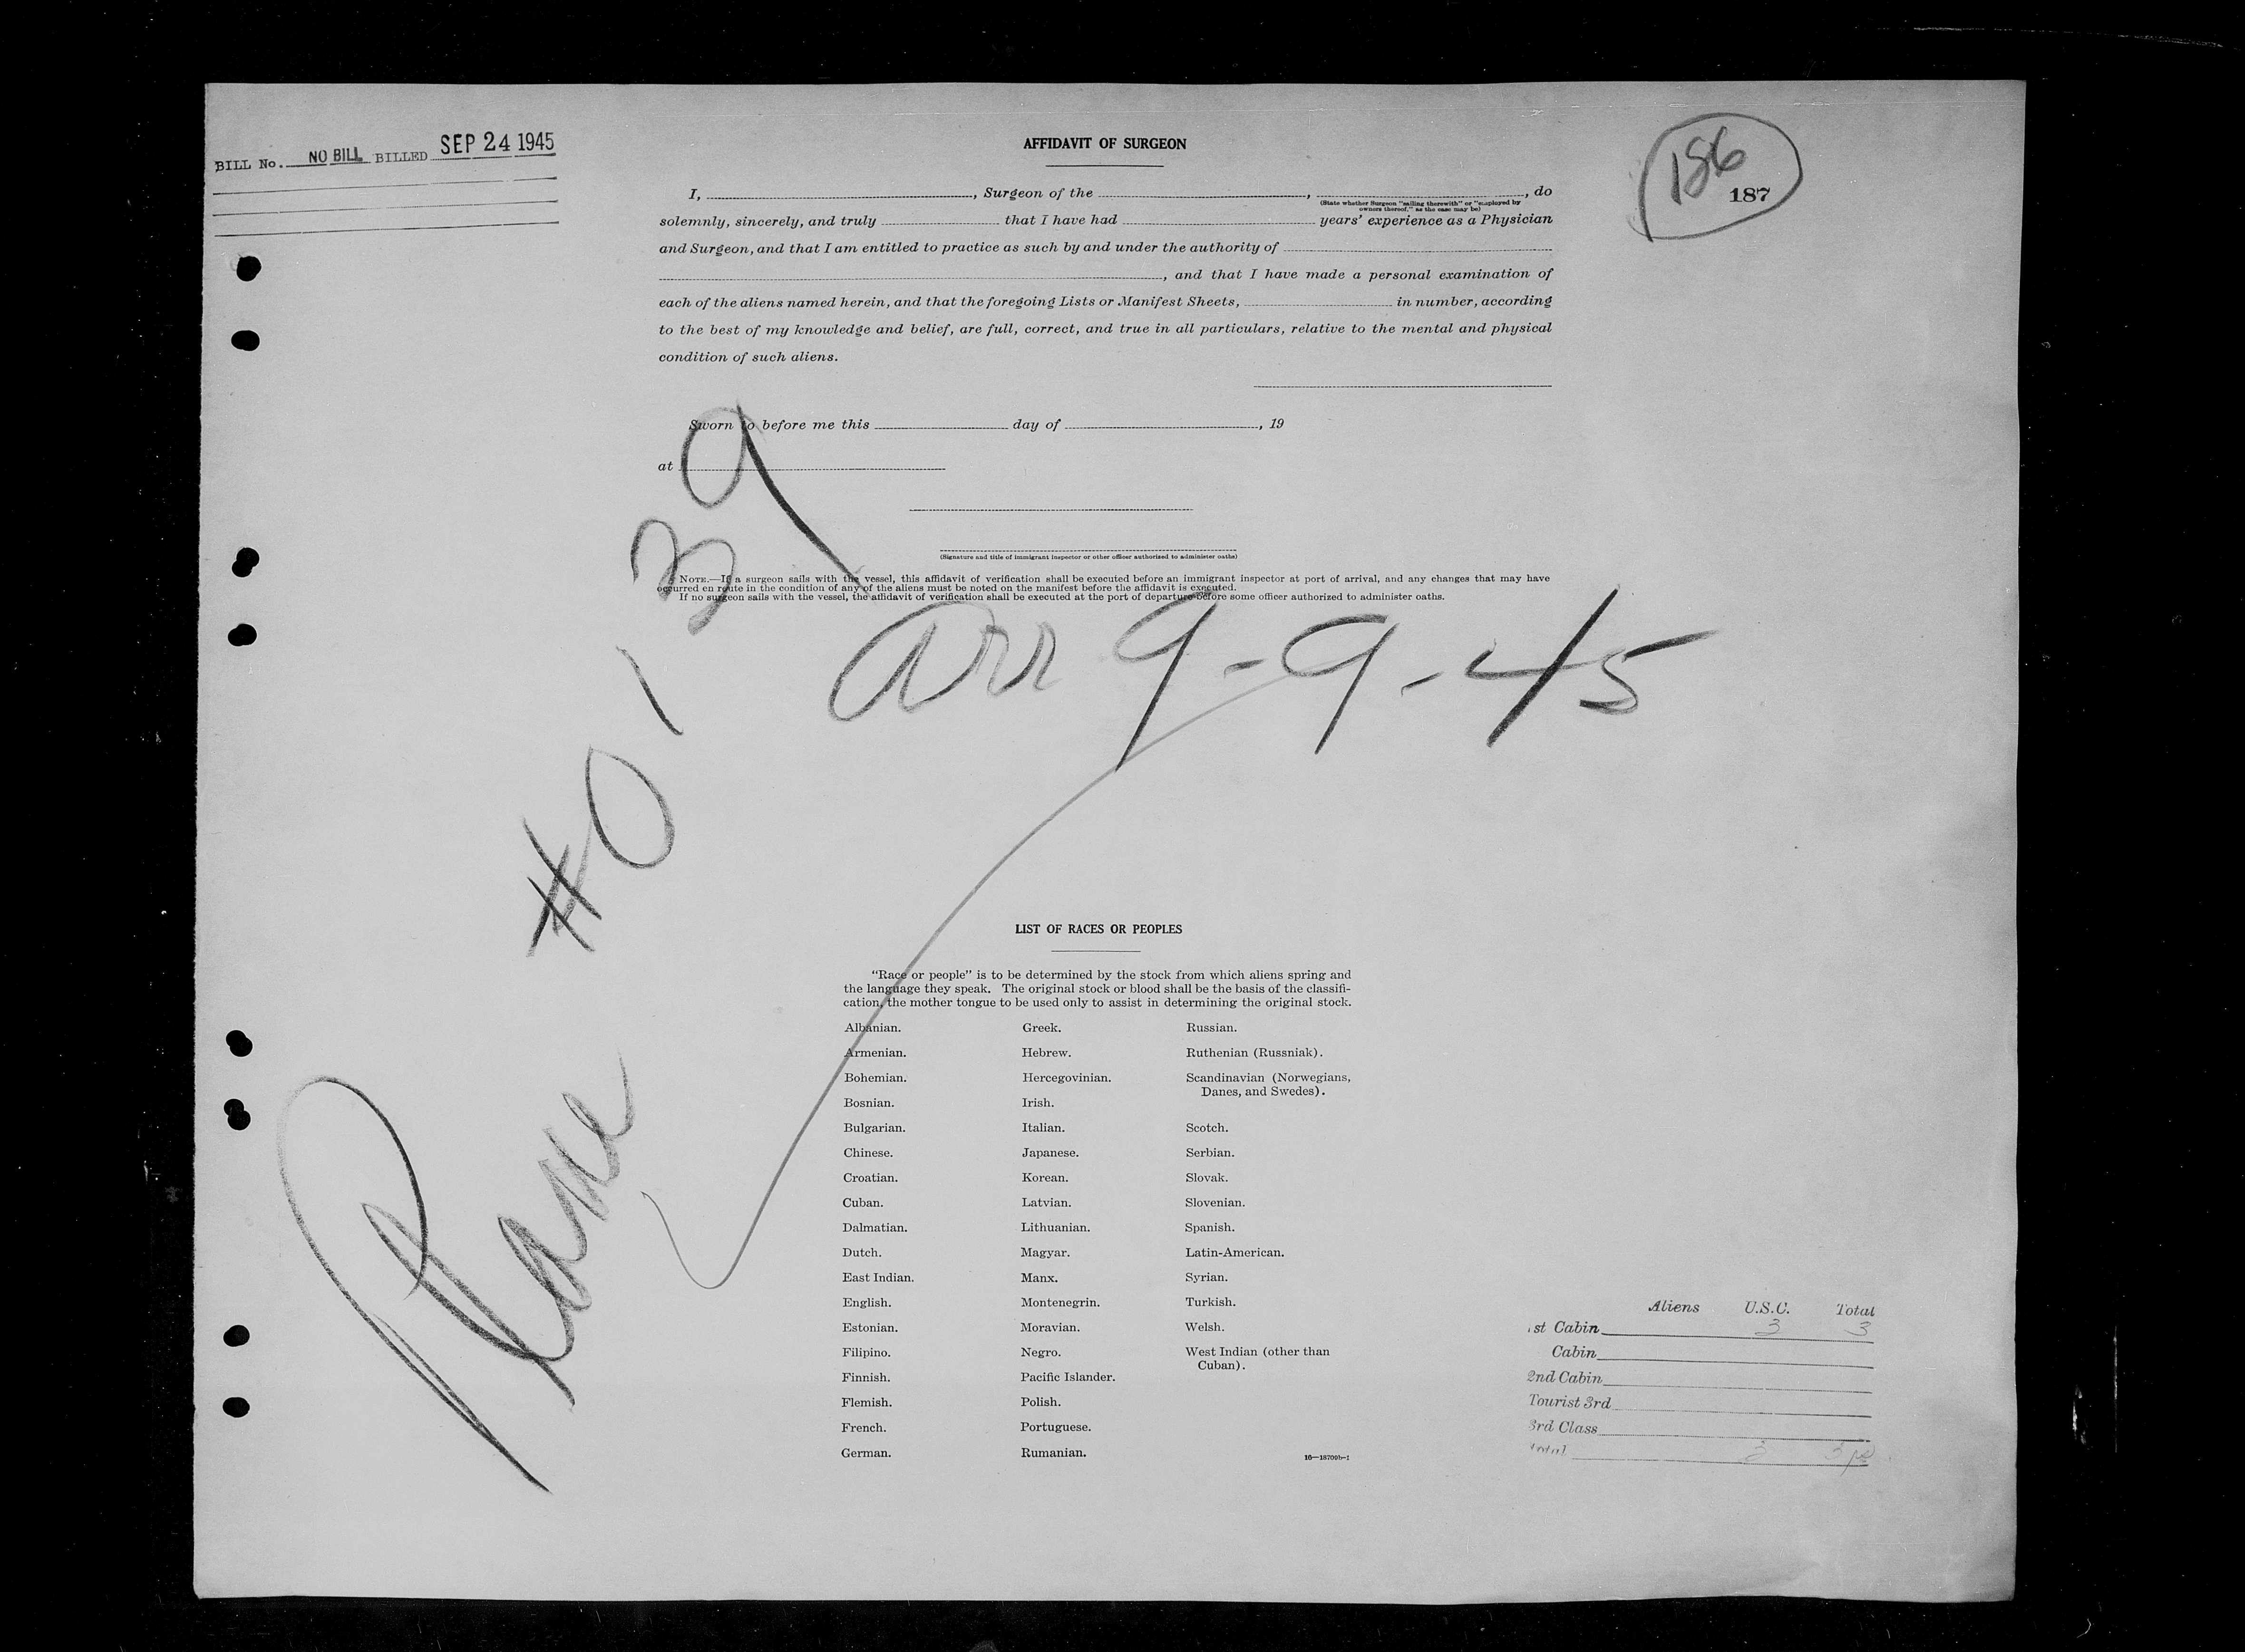 BILL No. NO BILL BILLED SEP 24 1945
AFFIDAVIT OF SURGEON
186
187
I, , Surgeon of the , , do
(State whether Surgeon "sailing therewith" or "employed by
owners thereof," as the case may be)
solemnly, sincerely, and truly that I have had years' experience as a Physician
and Surgeon, and that I am entitled to practice as such by and under the authority of
, and that I have made a personal examination of
each of the aliens named herein, and that the foregoing Lists or Manifest Sheets, in number, according
to the best of my knowledge and belief, are full, correct, and true in all particulars, relative to the mental and physical
condition of such aliens.
Sworn to before me this day of , 19
at
(Signature and title of immigrant inspector or other officer authorized to administer oaths)
NOTE.—If a surgeon sails with the vessel, this affidavit of verification shall be executed before an immigrant inspector at port of arrival, and any changes that may have
occurred en route in the condition of any of the aliens must be noted on the manifest before the affidavit is executed.
If no surgeon sails with the vessel, the affidavit of verification shall be executed at the port of departure before some officer authorized to administer oaths.
Plane #0139
arr 9-9-45
LIST OF RACES OR PEOPLES
"Race or people" is to be determined by the stock from which aliens spring and
the language they speak. The original stock or blood shall be the basis of the classifi-
cation, the mother tongue to be used only to assist in determining the original stock.
Albanian. Greek. Russian.
Armenian. Hebrew. Ruthenian (Russniak).
Bohemian. Hercegovinian. Scandinavian (Norwegians,
Danes, and Swedes).
Bosnian. Irish.
Bulgarian. Italian. Scotch.
Chinese. Japanese. Serbian.
Croatian. Korean. Slovak.
Cuban. Latvian. Slovenian.
Dalmatian. Lithuanian. Spanish.
Dutch. Magyar. Latin-American.
East Indian. Manx. Syrian.
English. Montenegrin. Turkish.
Estonian. Moravian. Welsh.
Filipino. Negro. West Indian (other than
Cuban).
Finnish. Pacific Islander.
Flemish. Polish.
French. Portuguese.
German. Rumanian.
Aliens U.S.C. Total
1st Cabin 3 3
Cabin
2nd Cabin
Tourist 3rd
3rd Class
Total 3 3